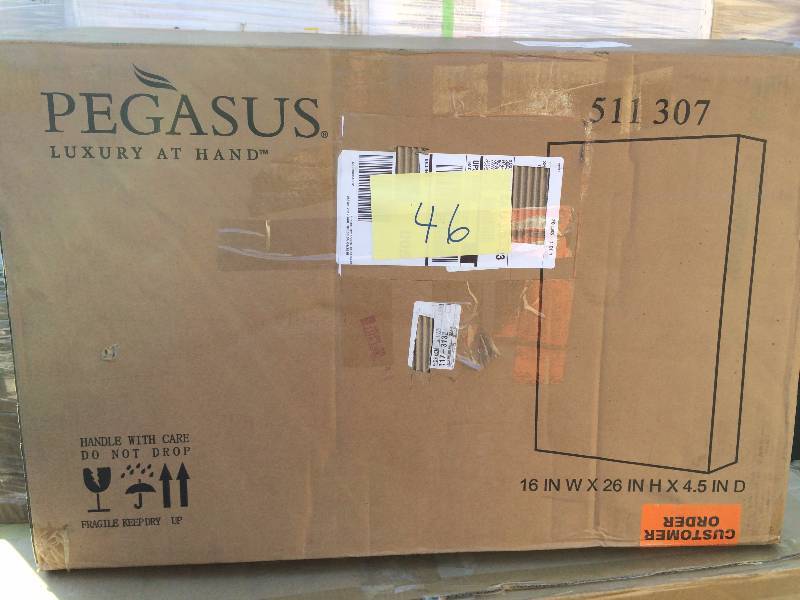 PEGASUS®
LUXURY AT HAND™
511 307
46
HANDLE WITH CARE
DO NOT DROP
FRAGILE KEEP DRY UP
16 IN W X 26 IN H X 4.5 IN D
CUSTOMER
ORDER